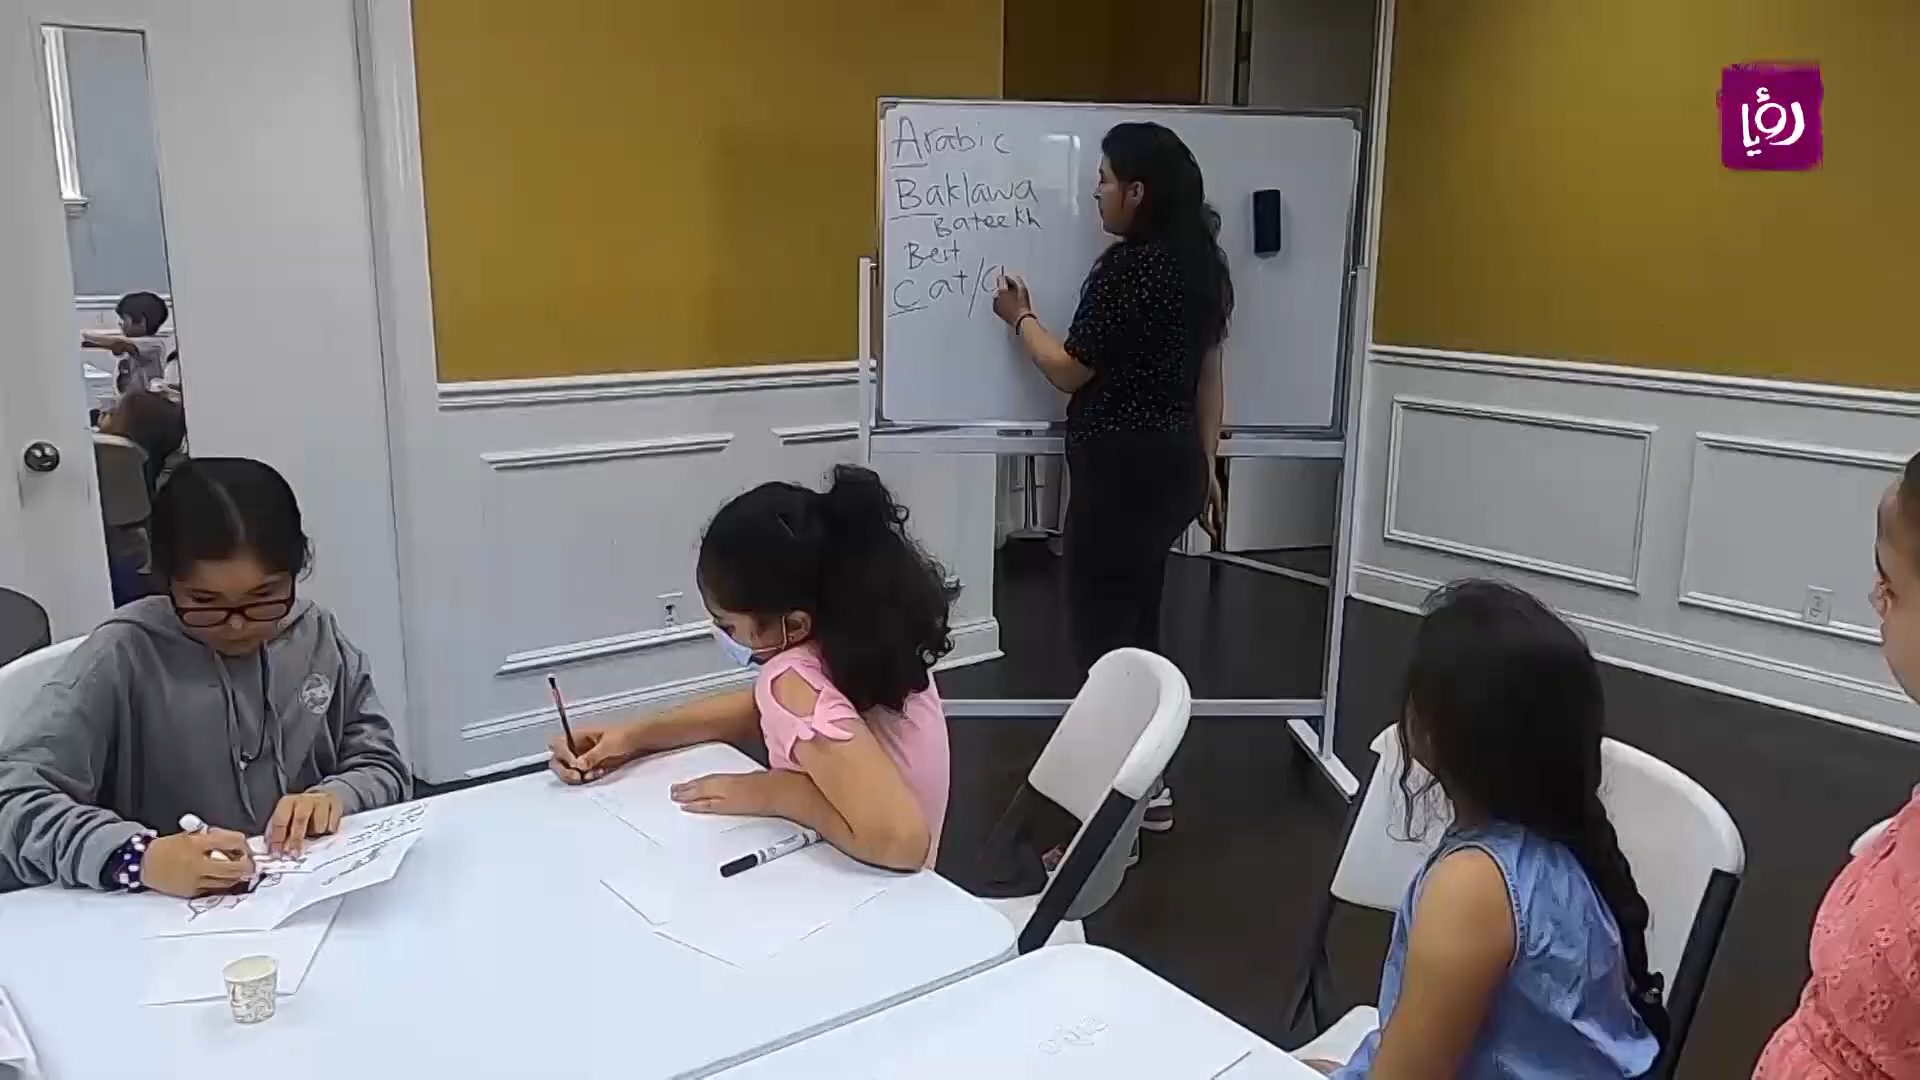 Arabic
Baklawa
Bateekh
Beit
Cat/C
رؤيا